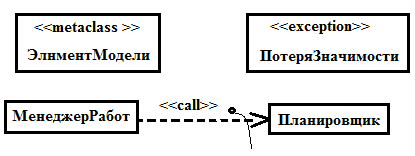 <<metaclass >>
ЭлнментМодели
<<exception>>
ПотеряЗначимости
<<call>>
МенеджерРабот
Планировщик